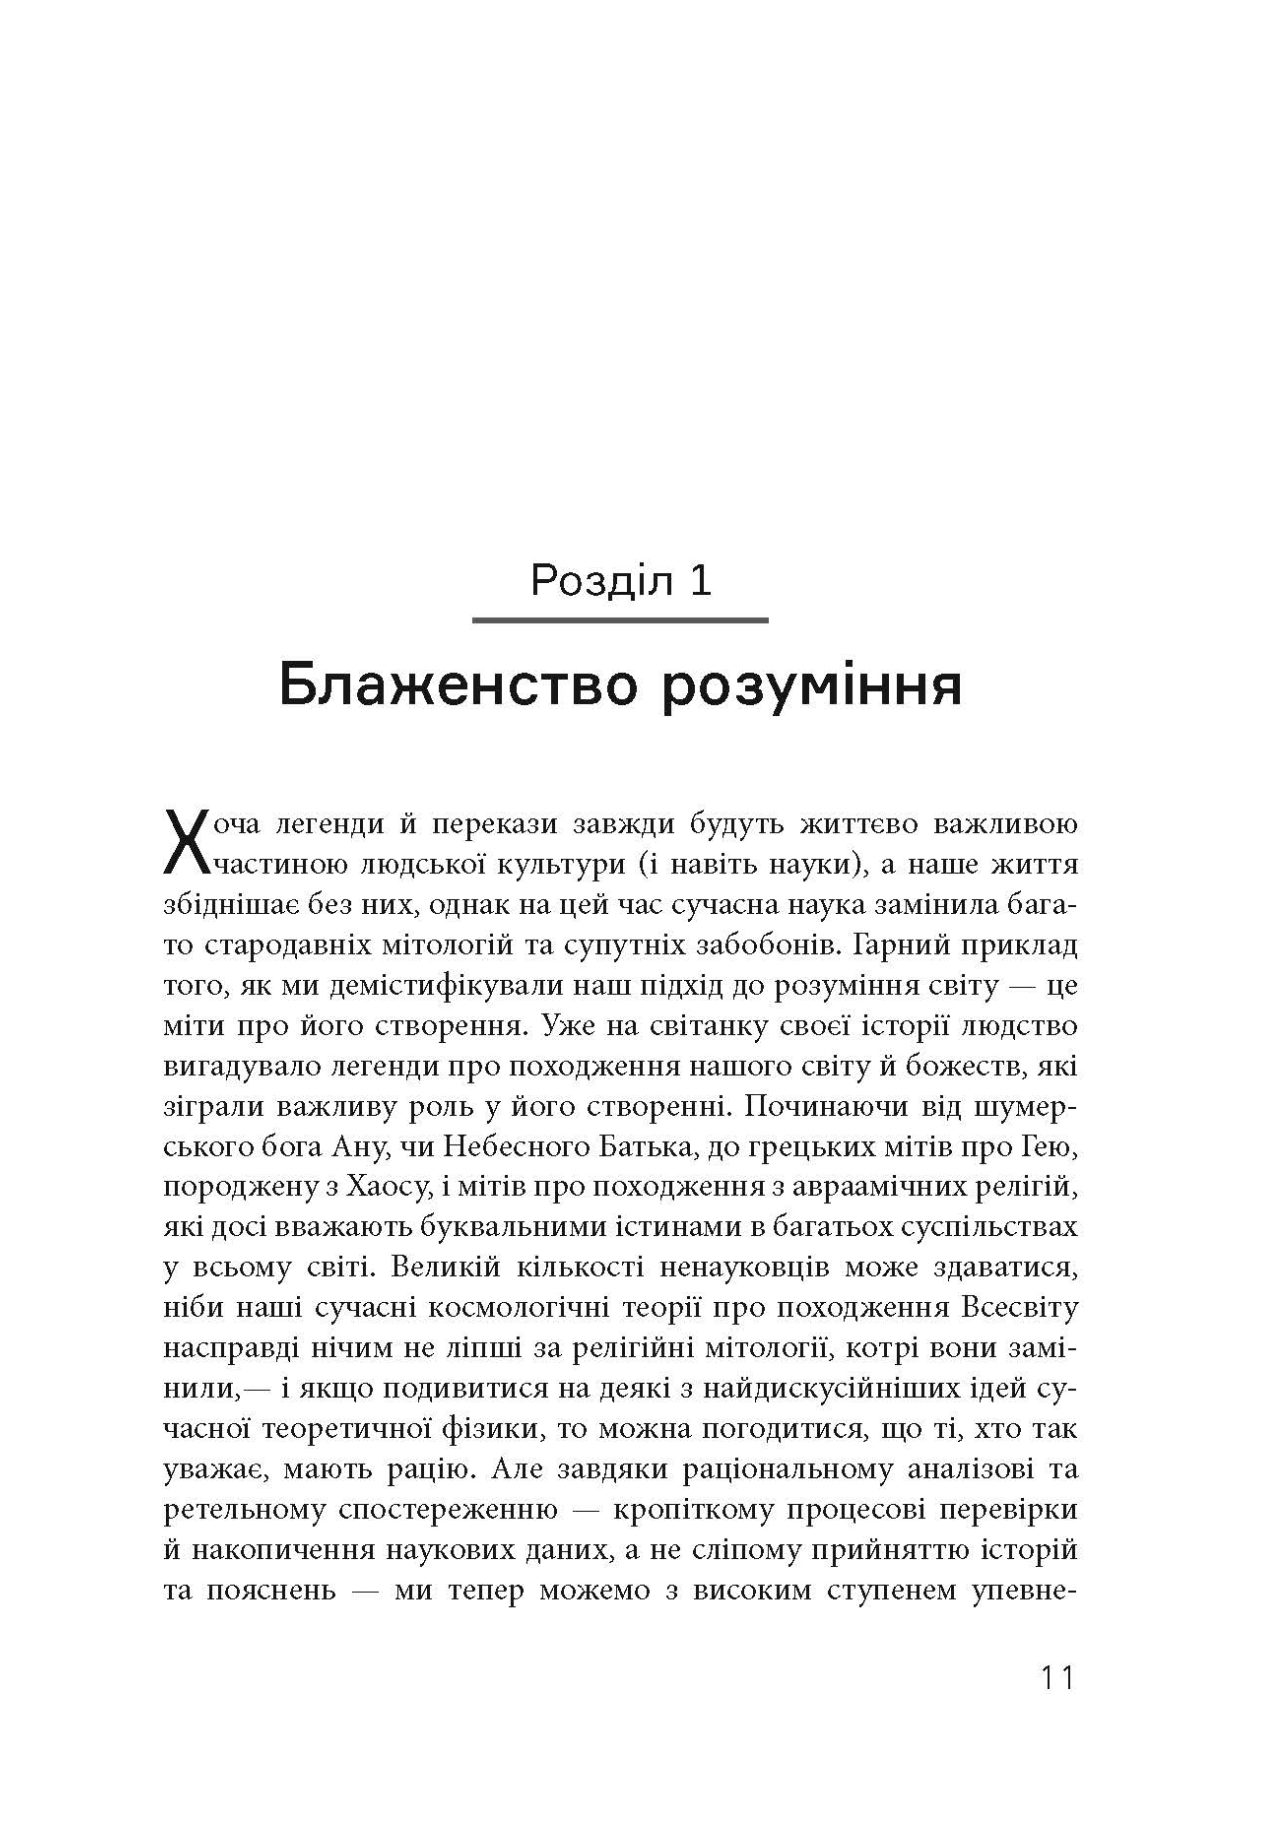 Розділ 1
Блаженство розуміння
Хоча легенди й перекази завжди будуть життєво важливою
частиною людської культури (і навіть науки), а наше життя
збіднішає без них, однак на цей час сучасна наука замінила бага-
то стародавніх мітологій та супутніх забобонів. Гарний приклад
того, як ми демістифікували наш підхід до розуміння світу — це
міти про його створення. Уже на світанку своєї історії людство
вигадувало легенди про походження нашого світу й божеств, які
зіграли важливу роль у його створенні. Починаючи від шумер-
ського бога Ану, чи Небесного Батька, до грецьких мітів про Гею,
породжену з Хаосу, і мітів про походження з авраамічних релігій,
які досі вважають буквальними істинами в багатьох суспільствах
у всьому світі. Великій кількості ненауковців може здаватися,
ніби наші сучасні космологічні теорії про походження Всесвіту
насправді нічим не ліпші за релігійні мітології, котрі вони замі-
нили,— і якщо подивитися на деякі з найдискусійніших ідей су-
часної теоретичної фізики, то можна погодитися, що ті, хто так
уважає, мають рацію. Але завдяки раціональному аналізові та
ретельному спостереженню — кропіткому процесові перевірки
й накопичення наукових даних, а не сліпому прийняттю історій
та пояснень — ми тепер можемо з високим ступенем упевне-
11